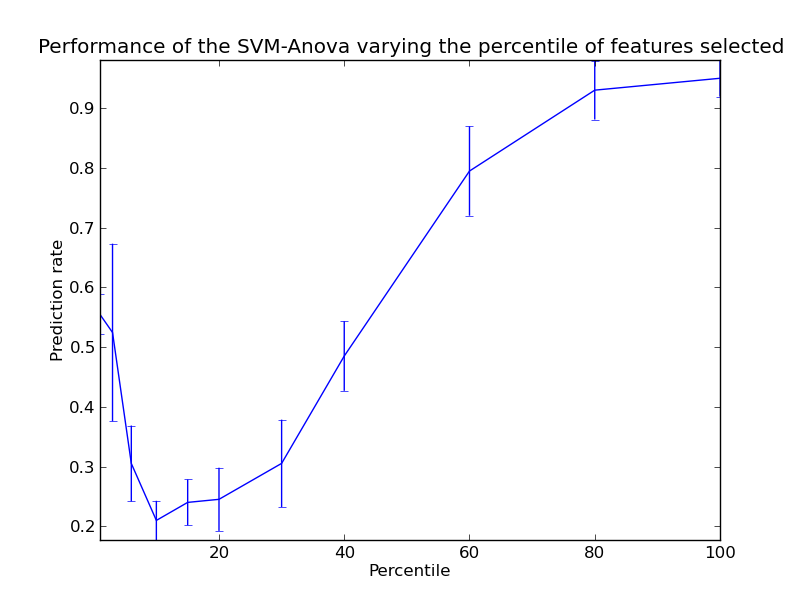 Performance of the SVM-Anova varying the percentile of features selected
Prediction rate
0.9
0.8
0.7
0.6
0.5
0.4
0.3
0.2
20 40 60 80 100
Percentile